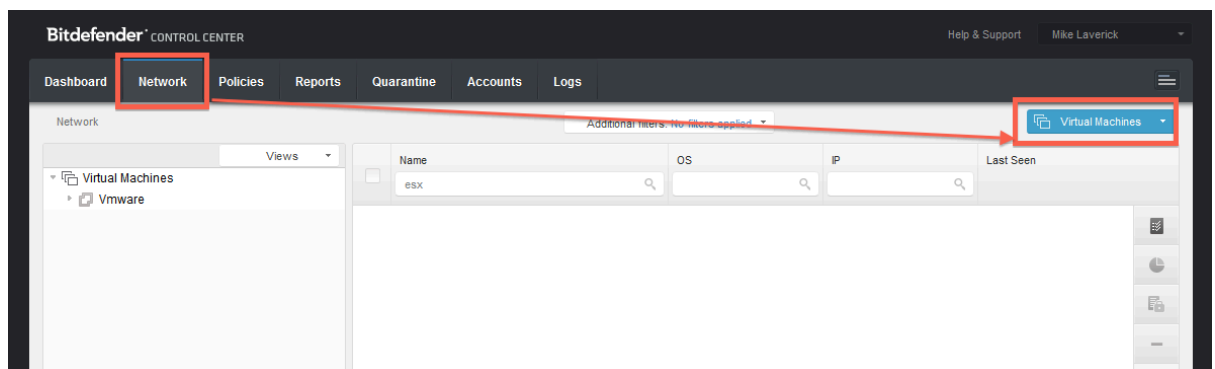 Bitdefender CONTROL CENTER Help & Support Mike Laverick
Dashboard Network Policies Reports Quarantine Accounts Logs
Network Additional filters: No filters applied Virtual Machines
Views Name OS IP Last Seen
Virtual Machines
esx
Vmware